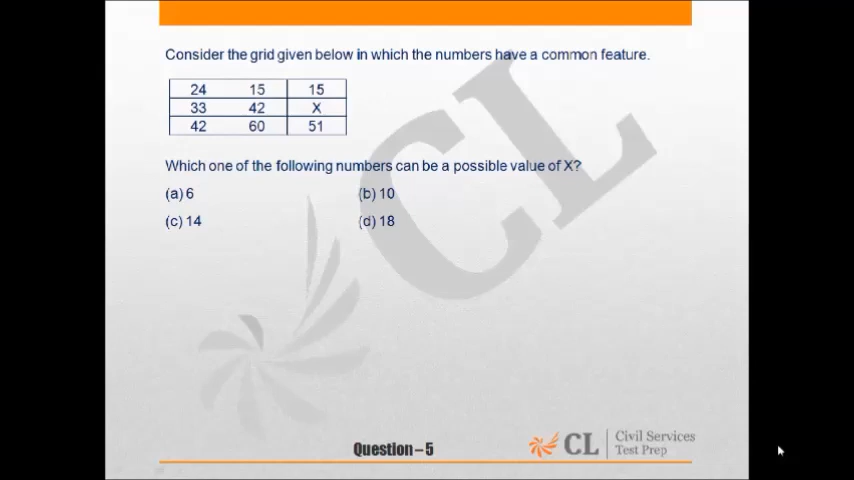 Consider the grid given below in which the numbers have a common feature.
24 15 15
33 42 X
42 60 51
Which one of the following numbers can be a possible value of X?
(a) 6 (b) 10
(c) 14 (d) 18
CL
Question – 5
CL Civil Services
Test Prep